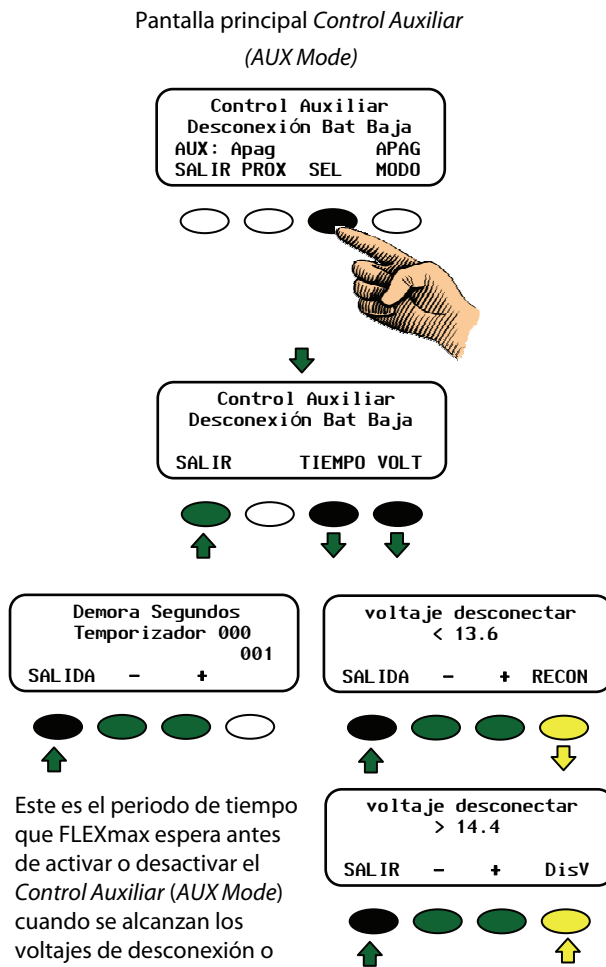 Pantalla principal Control Auxiliar
(AUX Mode)
Control Auxiliar
Desconexión Bat Baja
AUX: Apag APAG
SALIR PROX SEL MODO
Control Auxiliar
Desconexión Bat Baja
SALIR TIEMPO VOLT
Demora Segundos
Temporizador 000
001
SALIDA - +
voltaje desconectar
< 13.6
SALIDA - + RECON
Este es el periodo de tiempo
que FLEXmax espera antes
de activar o desactivar el
Control Auxiliar (AUX Mode)
cuando se alcanzan los
voltajes de desconexión o
voltaje desconectar
> 14.4
SALIR - + DisV